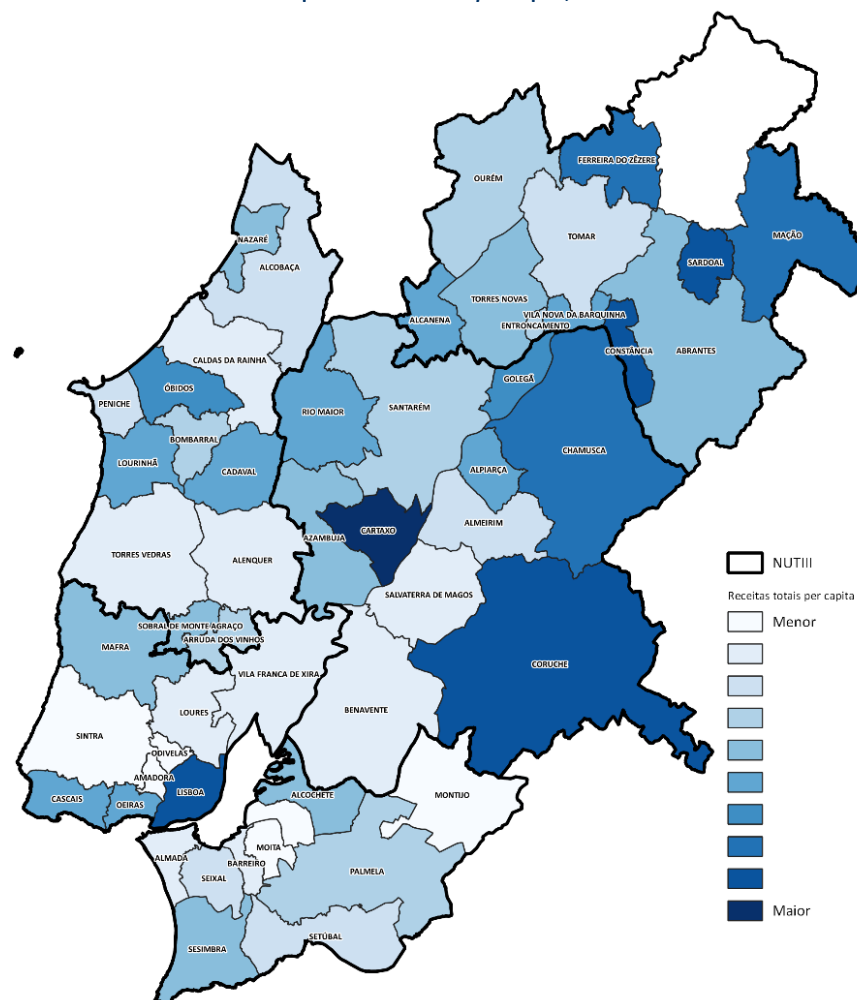 FERREIRA DO ZÊZERE
OURÉM
TOMAR
MAÇÃO
NAZARÉ
SARDOAL
ALCOBAÇA
TORRES NOVAS
VILA NOVA DA BARQUINHA
ALCANENA
ENTRONCAMENTO
CONSTÂNCIA
ABRANTES
CALDAS DA RAINHA
GOLEGÃ
ÓBIDOS
PENICHE
RIO MAIOR
SANTARÉM
BOMBARRAL
CHAMUSCA
LOURINHÃ
CADAVAL
ALPIARÇA
ALMEIRIM
CARTAXO
AZAMBUJA
TORRES VEDRAS
ALENQUER
NUTIII
SALVATERRA DE MAGOS
Receitas totais per capita
Menor
SOBRAL DE MONTE AGRAÇO
ARRUDA DOS VINHOS
MAFRA
CORUCHE
VILA FRANCA DE XIRA
LOURES
BENAVENTE
SINTRA
ODIVELAS
AMADORA
LISBOA
CASCAIS
OEIRAS
ALCOCHETE
MONTIJO
MOITA
ALMADA
BARREIRO
SEIXAL
PALMELA
Maior
SETÚBAL
SESIMBRA